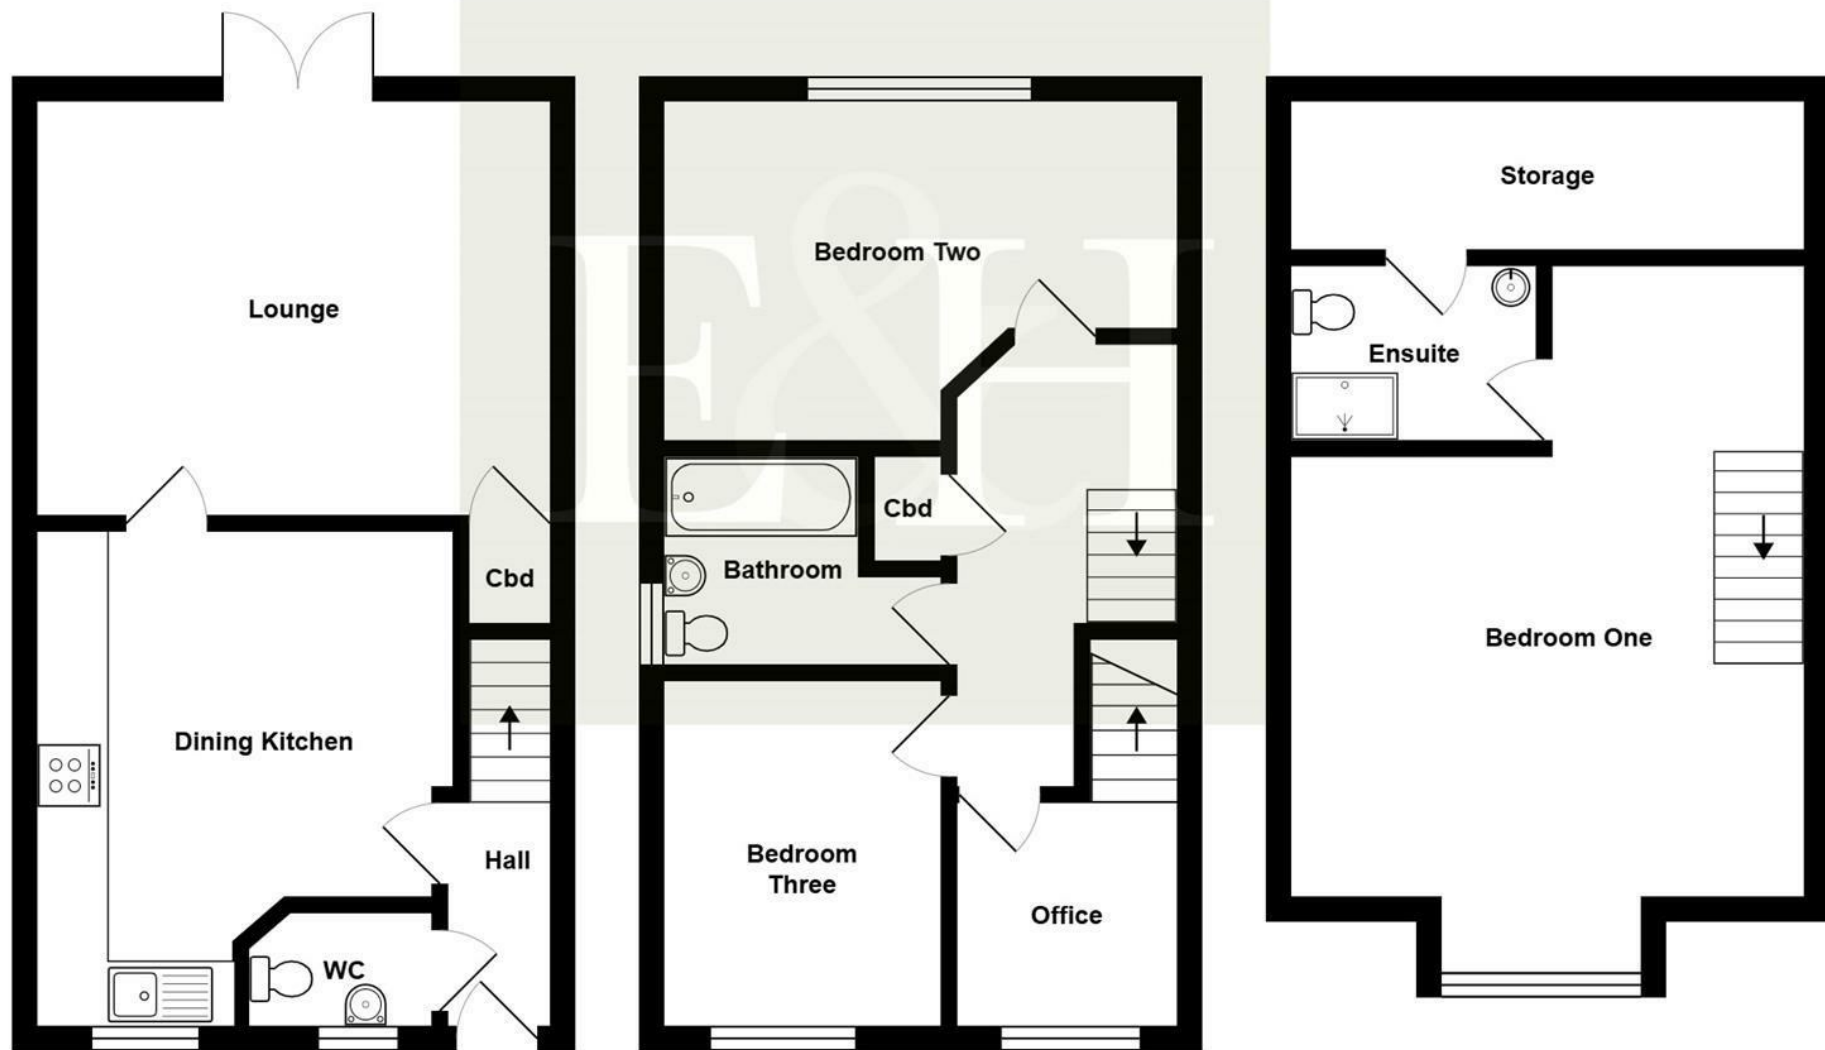 Lounge
Cbd
Dining Kitchen
Hall
WC
Bedroom Two
Cbd
Bathroom
Bedroom
Three
Office
Storage
Ensuite
Bedroom One
E&H